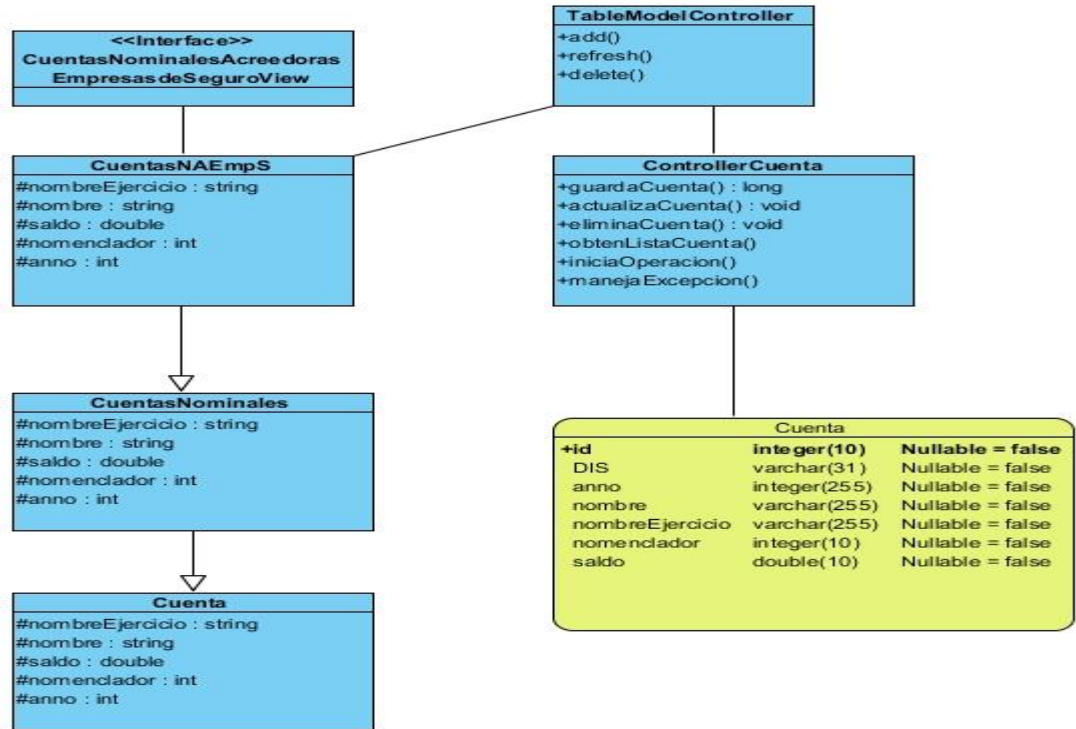 <<Interface>>
CuentasNominalesAcreedoras
EmpresasdeSeguroView
TableModelController
+add()
+refresh()
+delete()
CuentasNAEmpS
#nombreEjercicio : string
#nombre : string
#saldo : double
#nomenclador : int
#anno : int
ControllerCuenta
+guardaCuenta() : long
+actualizaCuenta() : void
+eliminaCuenta() : void
+obtenListaCuenta()
+iniciaOperacion()
+manejaExcepcion()
CuentasNominales
#nombreEjercicio : string
#nombre : string
#saldo : double
#nomenclador : int
#anno : int
Cuenta
+id integer(10) Nullable = false
DIS varchar(31) Nullable = false
anno integer(255) Nullable = false
nombre varchar(255) Nullable = false
nombreEjercicio varchar(255) Nullable = false
nomenclador integer(10) Nullable = false
saldo double(10) Nullable = false
Cuenta
#nombreEjercicio : string
#nombre : string
#saldo : double
#nomenclador : int
#anno : int